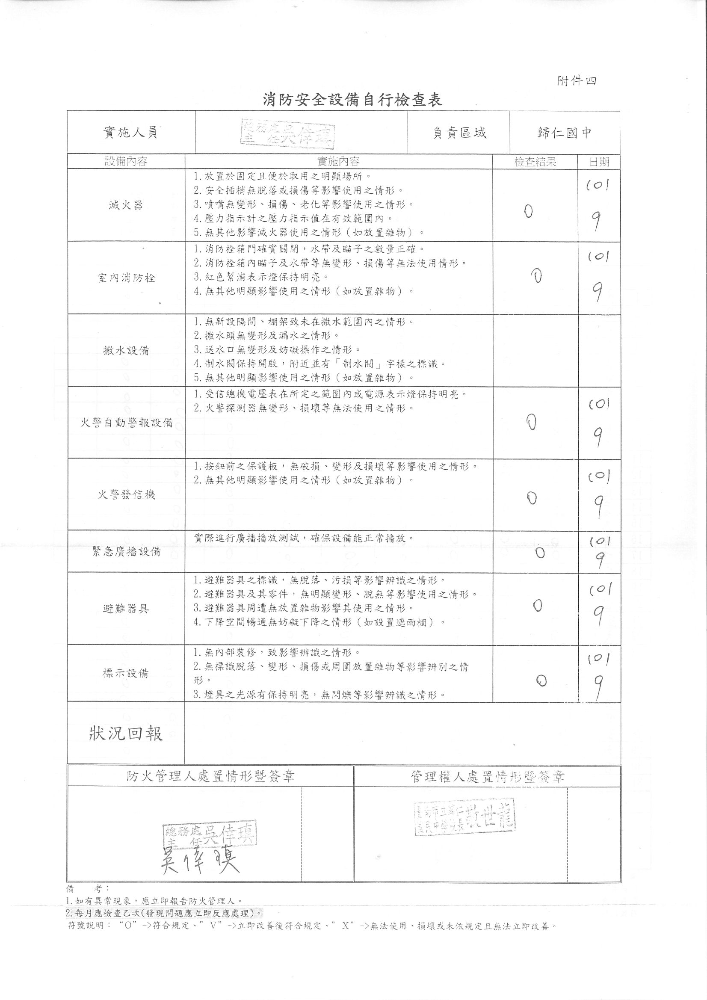 附件四
消防安全設備自行檢查表
實施人員
總務處
主 任 吳倖瑱
負責區域
歸仁國中
設備內容
實施內容
檢查結果
日期
滅火器
1.放置於固定且便於取用之明顯場所。
2.安全插梢無脫落或損傷等影響使用之情形。
3.噴嘴無變形、損傷、老化等影響使用之情形。
4.壓力指示計之壓力指示值在有效範圍內。
5.無其他影響滅火器使用之情形（如放置雜物）。
O
101
9
室內消防栓
1.消防栓箱門確實關閉，水帶及瞄子之數量正確。
2.消防栓箱內瞄子及水帶等無變形、損傷等無法使用情形。
3.紅色幫浦表示燈保持明亮。
4.無其他明顯影響使用之情形（如放置雜物）。
O
101
9
撒水設備
1.無新設隔間、棚架致未在撒水範圍內之情形。
2.撒水頭無變形及漏水之情形。
3.送水口無變形及妨礙操作之情形。
4.制水閥保持開啟，附近並有「制水閥」字樣之標識。
5.無其他明顯影響使用之情形（如放置雜物）。
火警自動警報設備
1.受信總機電壓表在所定之範圍內或電源表示燈保持明亮。
2.火警探測器無變形、損壞等無法使用之情形。
O
101
9
火警發信機
1.按鈕前之保護板，無破損、變形及損壞等影響使用之情形。
2.無其他明顯影響使用之情形（如放置雜物）。
O
101
9
緊急廣播設備
實際進行廣播播放測試，確保設備能正常播放。
O
101
9
避難器具
1.避難器具之標識，無脫落、污損等影響辨識之情形。
2.避難器具及其零件，無明顯變形、脫無等影響使用之情形。
3.避難器具周遭無放置雜物影響其使用之情形。
4.下降空間暢通無妨礙下降之情形（如設置遮雨棚）。
O
101
9
標示設備
1.無內部裝修，致影響辨識之情形。
2.無標識脫落、變形、損傷或周圍放置雜物等影響辨別之情
形。
3.燈具之光源有保持明亮，無閃爍等影響辨識之情形。
O
101
9
狀況回報
防火管理人處置情形暨簽章
管理權人處置情形暨簽章
總務處
主 任 吳倖瑱
吳倖瑱
臺南市立歸仁
國民中學校長 敬世龍
備　　考：
1.如有異常現象，應立即報告防火管理人。
2.每月應檢查乙次(發現問題應立即反應處理)。
符號說明： “O”->符合規定、”V”->立即改善後符合規定、”X”->無法使用、損壞或未依規定且無法立即改善。